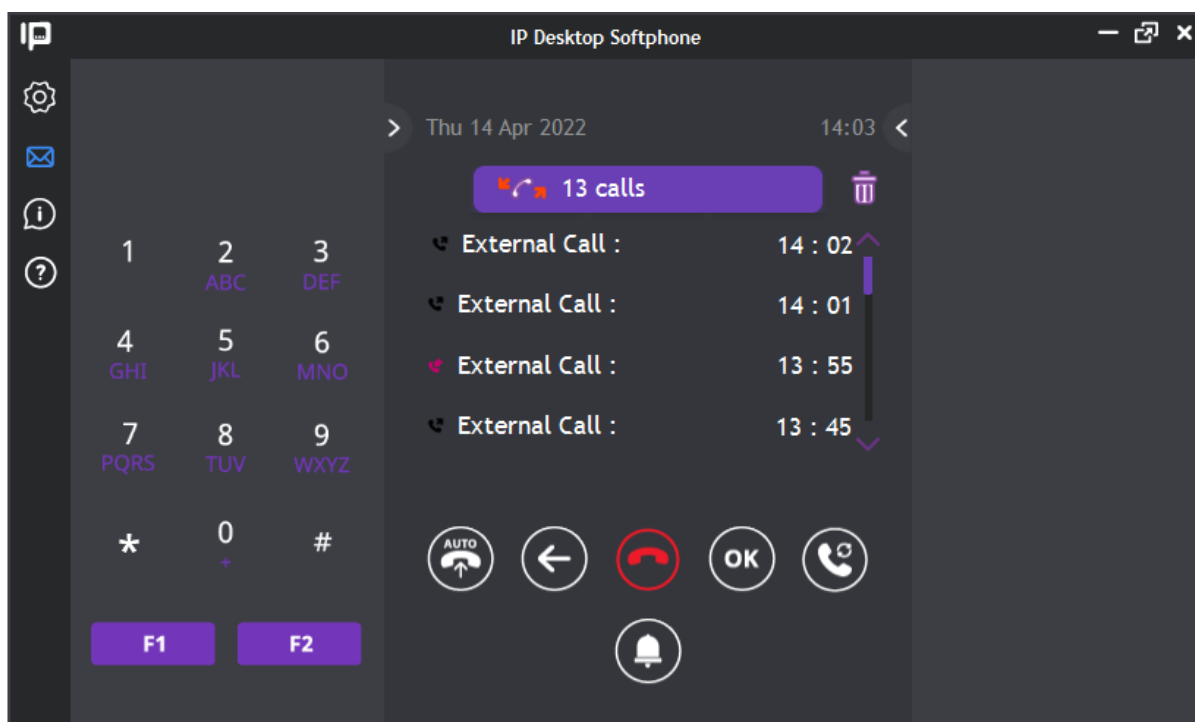 IP Desktop Softphone
Thu 14 Apr 2022 14:03
13 calls
External Call : 14 : 02
External Call : 14 : 01
External Call : 13 : 55
External Call : 13 : 45
1 2 3
ABC DEF
4 5 6
GHI JKL MNO
7 8 9
PQRS TUV WXYZ
* 0 #
+
F1 F2
AUTO
OK